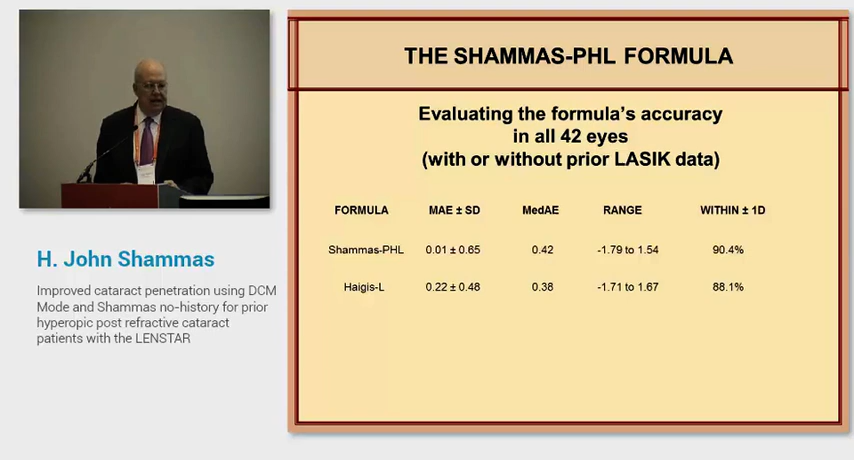 THE SHAMMAS-PHL FORMULA
Evaluating the formula's accuracy
in all 42 eyes
(with or without prior LASIK data)
FORMULA MAE ± SD MedAE RANGE WITHIN ± 1D
Shammas-PHL 0.01 ± 0.65 0.42 -1.79 to 1.54 90.4%
Haigis-L 0.22 ± 0.48 0.38 -1.71 to 1.67 88.1%
H. John Shammas
Improved cataract penetration using DCM
Mode and Shammas no-history for prior
hyperopic post refractive cataract
patients with the LENSTAR